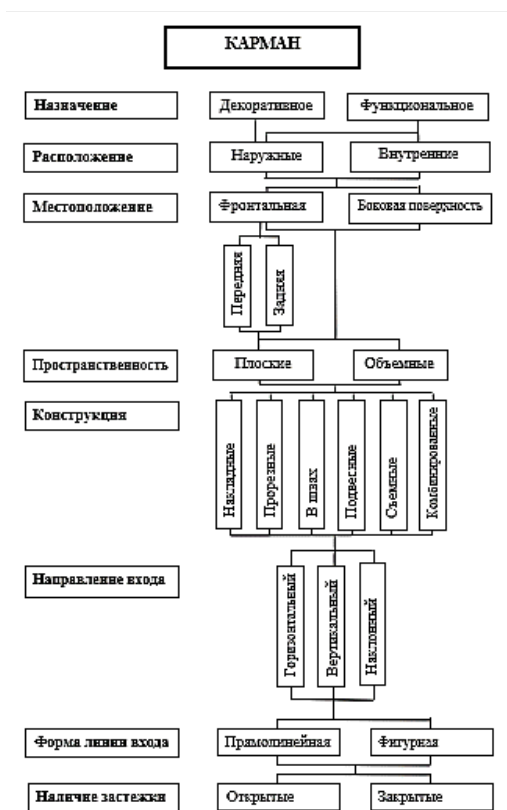 КАРМАН
Назначение
Декоративное
Функциональное
Расположение
Наружные
Внутренние
Местоположение
Фронтальная
Боковая поверхность
Передняя
Задняя
Пространственность
Плоские
Объемные
Конструкция
Накладные
Прорезные
В швах
Подвесные
Съемные
Комбинированные
Направление входа
Горизонтальный
Вертикальный
Наклонный
Форма линии входа
Прямолинейная
Фигурная
Наличие застежки
Открытые
Закрытые